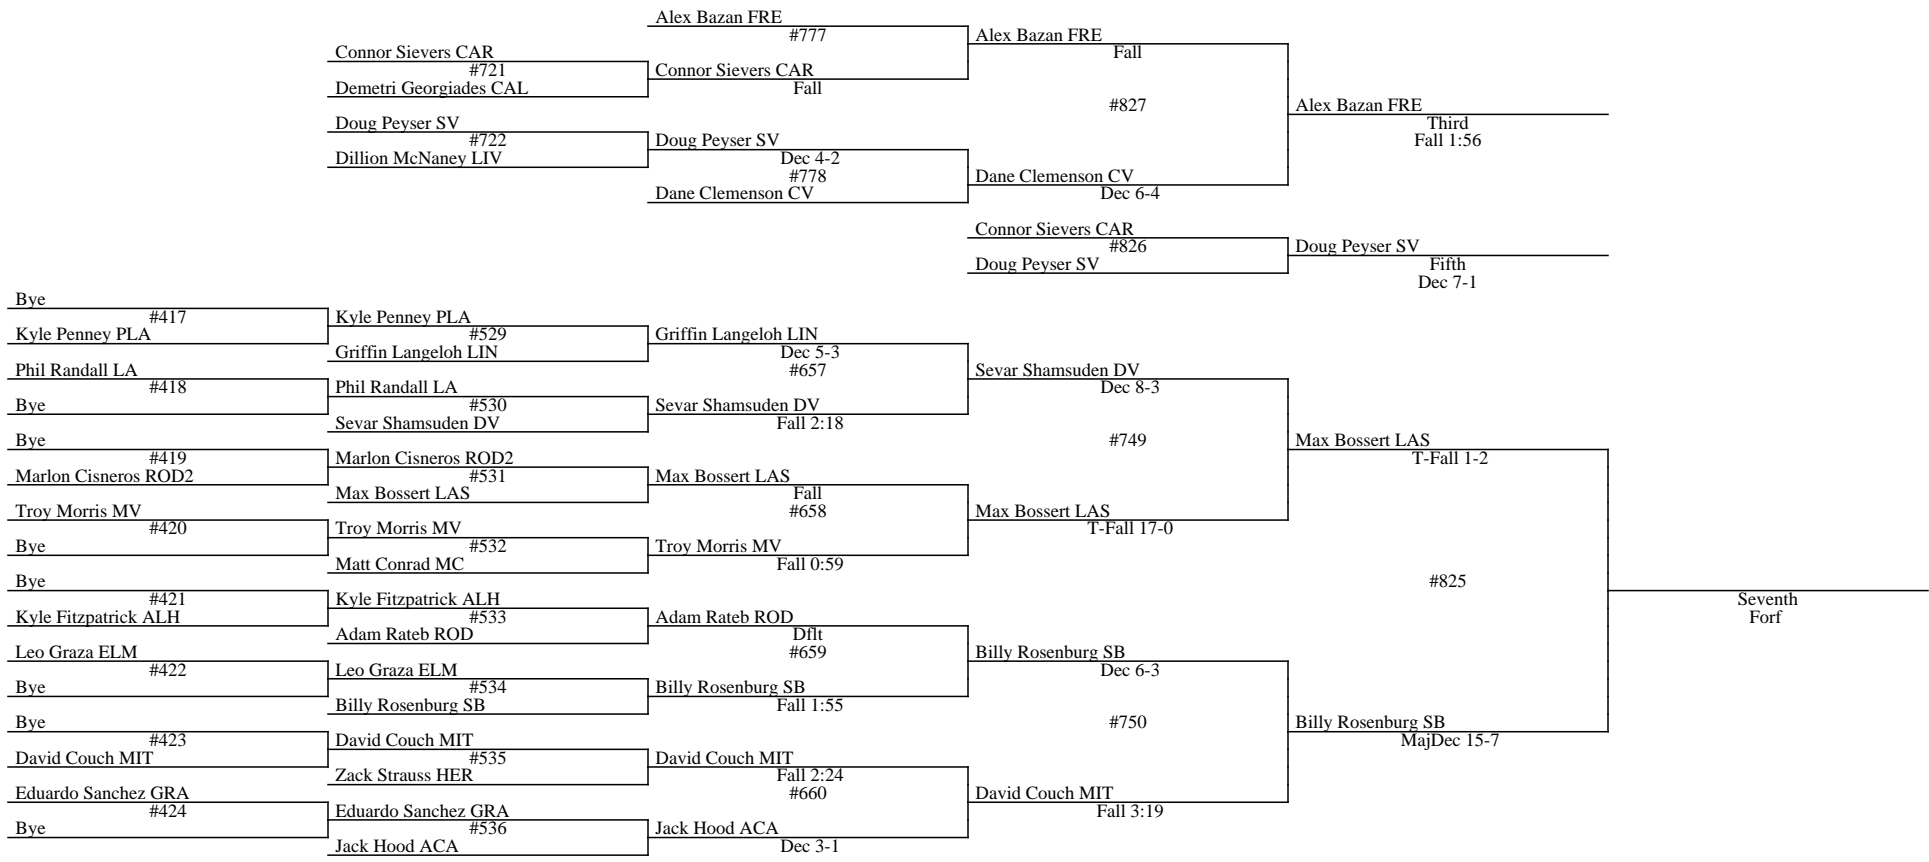 Alex Bazan FRE
#777
Connor Sievers CAR
#721
Demetri Georgiades CAL
Connor Sievers CAR
Fall
Alex Bazan FRE
Fall
#827
Alex Bazan FRE
Third
Fall 1:56
Doug Peyser SV
#722
Dillion McNaney LIV
Doug Peyser SV
Dec 4-2
#778
Dane Clemenson CV
Dane Clemenson CV
Dec 6-4
Connor Sievers CAR
#826
Doug Peyser SV
Doug Peyser SV
Fifth
Dec 7-1
Bye
#417
Kyle Penney PLA
Phil Randall LA
#418
Bye
Bye
#419
Marlon Cisneros ROD2
Troy Morris MV
#420
Bye
Bye
#421
Kyle Fitzpatrick ALH
Leo Graza ELM
#422
Bye
Bye
#423
David Couch MIT
Eduardo Sanchez GRA
#424
Bye
Kyle Penney PLA
#529
Griffin Langeloh LIN
Phil Randall LA
#530
Sevar Shamsuden DV
Marlon Cisneros ROD2
#531
Max Bossert LAS
Troy Morris MV
#532
Matt Conrad MC
Kyle Fitzpatrick ALH
#533
Adam Rateb ROD
Leo Graza ELM
#534
Billy Rosenburg SB
David Couch MIT
#535
Zack Strauss HER
Eduardo Sanchez GRA
#536
Jack Hood ACA
Griffin Langeloh LIN
Dec 5-3
#657
Sevar Shamsuden DV
Fall 2:18
Max Bossert LAS
Fall
#658
Troy Morris MV
Fall 0:59
Adam Rateb ROD
Dflt
#659
Billy Rosenburg SB
Fall 1:55
David Couch MIT
Fall 2:24
#660
Jack Hood ACA
Dec 3-1
Sevar Shamsuden DV
Dec 8-3
#749
Max Bossert LAS
T-Fall 17-0
Billy Rosenburg SB
Dec 6-3
#750
David Couch MIT
Fall 3:19
Max Bossert LAS
T-Fall 1-2
#825
Billy Rosenburg SB
MajDec 15-7
Seventh
Forf